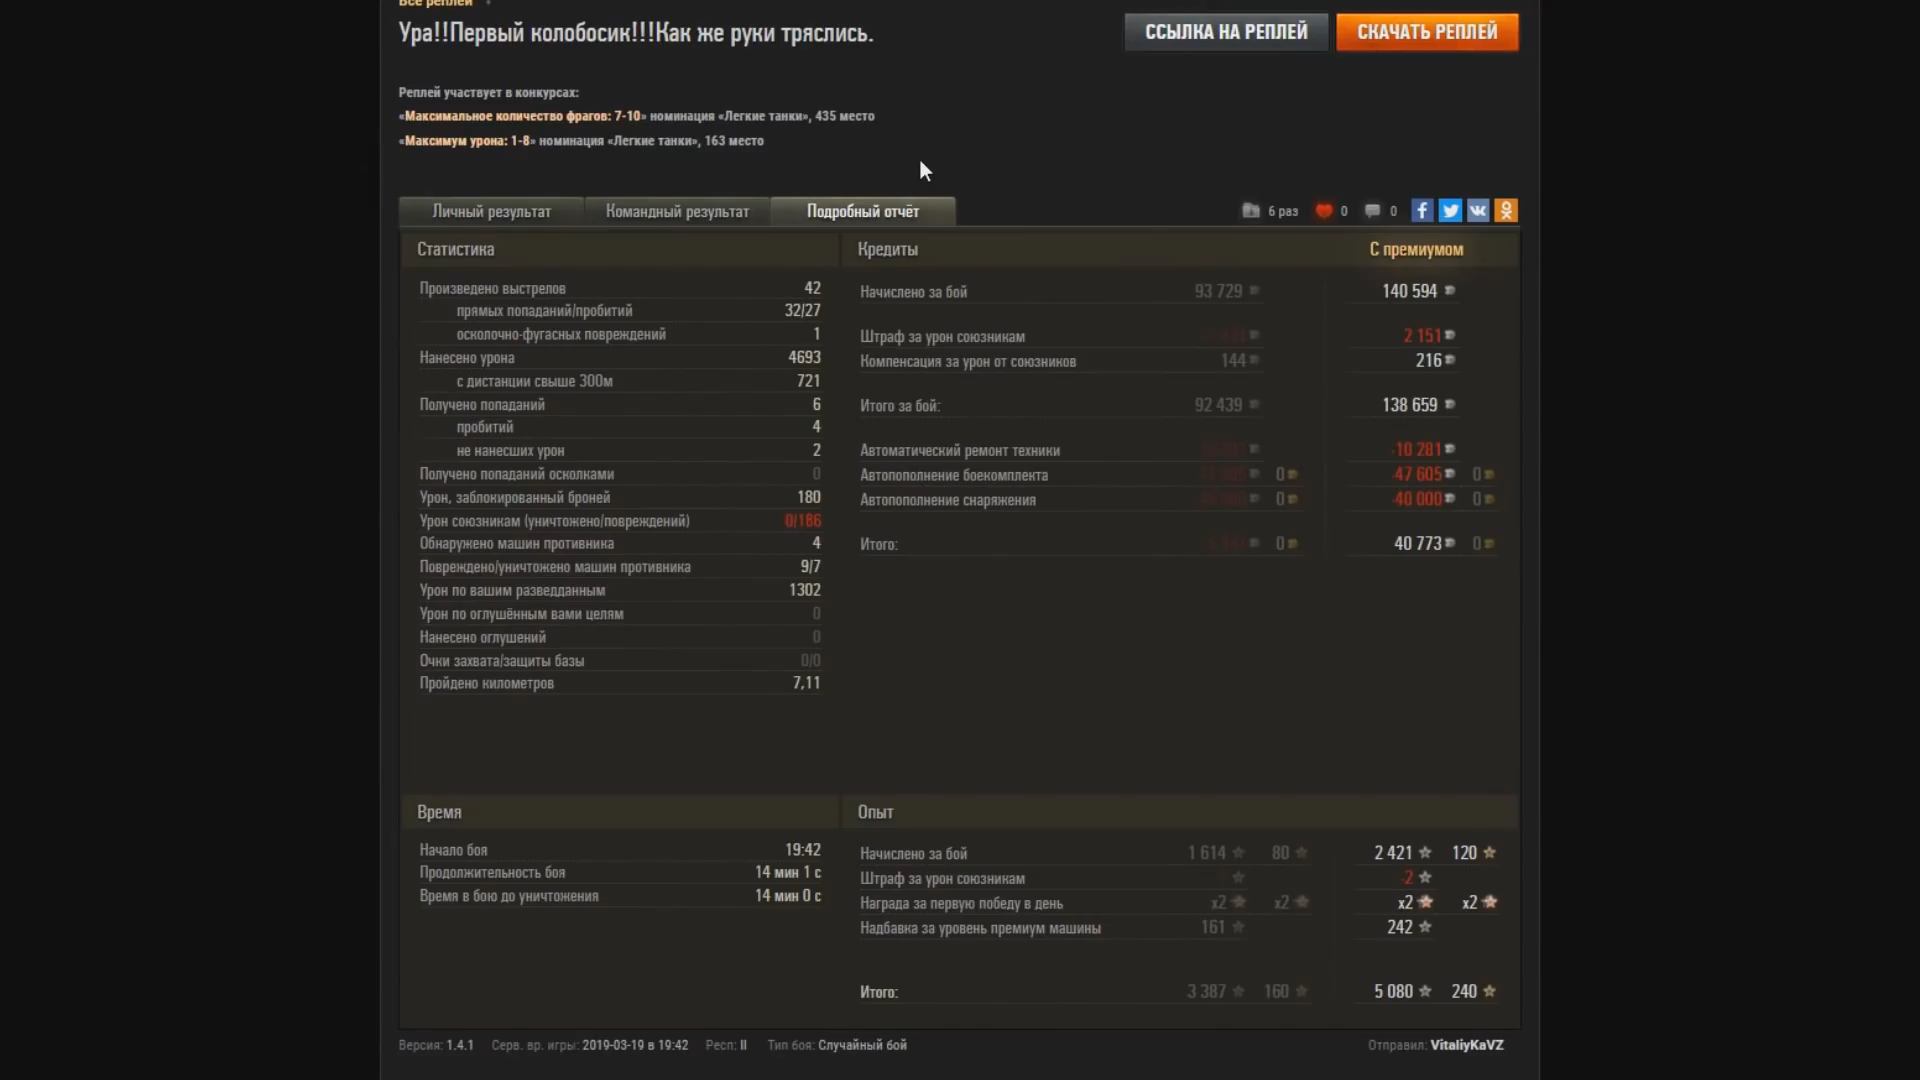 Все реплеи
Ура!!Первый колобосик!!!Как же руки тряслись.
ССЫЛКА НА РЕПЛЕЙ
СКАЧАТЬ РЕПЛЕЙ
Реплей участвует в конкурсах:
«Максимальное количество фрагов: 7-10» номинация «Легкие танки», 435 место
«Максимум урона: 1-8» номинация «Легкие танки», 163 место
Личный результат
Командный результат
Подробный отчёт
6 раз
0
0
Статистика
Произведено выстрелов 42
прямых попаданий/пробитий 32/27
осколочно-фугасных повреждений 1
Нанесено урона 4693
с дистанции свыше 300м 721
Получено попаданий 6
пробитий 4
не нанесших урон 2
Получено попаданий осколками 0
Урон, заблокированный броней 180
Урон союзникам (уничтожено/повреждений) 0/186
Обнаружено машин противника 4
Повреждено/уничтожено машин противника 9/7
Урон по вашим разведданным 1302
Урон по оглушённым вами целям 0
Нанесено оглушений 0
Очки захвата/защиты базы 0/0
Пройдено километров 7,11
Кредиты С премиумом
Начислено за бой 93 729 140 594
Штраф за урон союзникам 2 151
Компенсация за урон от союзников 144 216
Итого за бой: 92 439 138 659
Автоматический ремонт техники -10 281
Автопополнение боекомплекта 0 -47 605 0
Автопополнение снаряжения 0 -40 000 0
Итого: 0 40 773 0
Время
Начало боя 19:42
Продолжительность боя 14 мин 1 с
Время в бою до уничтожения 14 мин 0 с
Опыт
Начислено за бой 1 614 80 2 421 120
Штраф за урон союзникам -2
Награда за первую победу в день x2 x2 x2 x2
Надбавка за уровень премиум машины 161 242
Итого: 3 387 160 5 080 240
Версия: 1.4.1 Серв. вр. игры: 2019-03-19 в 19:42 Респ: II Тип боя: Случайный бой
Отправил: VitaliyKaVZ